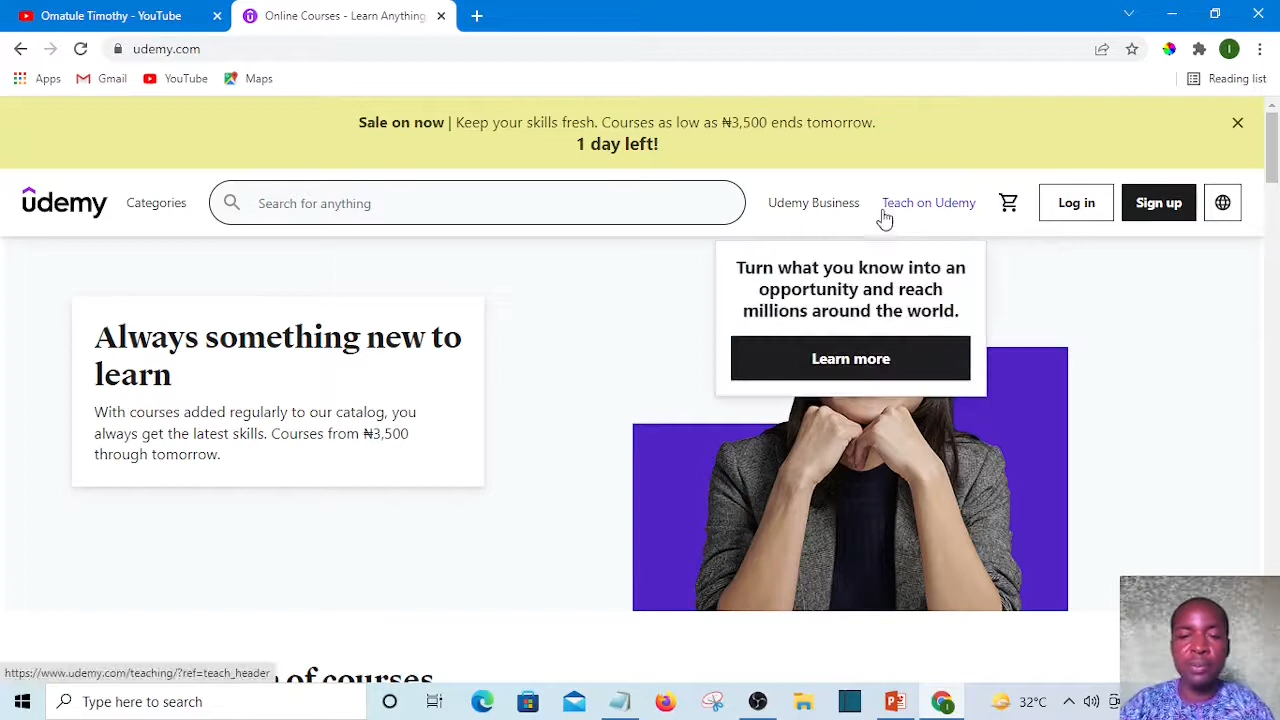 Omatule Timothy - YouTube
Online Courses - Learn Anything
udemy.com
I
Apps
Gmail
YouTube
Maps
Reading list
Sale on now | Keep your skills fresh. Courses as low as ₦3,500 ends tomorrow.
1 day left!
udemy
Categories
Search for anything
Udemy Business
Teach on Udemy
Log in
Sign up
Turn what you know into an
opportunity and reach
millions around the world.
Learn more
Always something new to
learn
With courses added regularly to our catalog, you
always get the latest skills. Courses from ₦3,500
through tomorrow.
of courses
https://www.udemy.com/teaching/?ref=teach_header
Type here to search
32°C